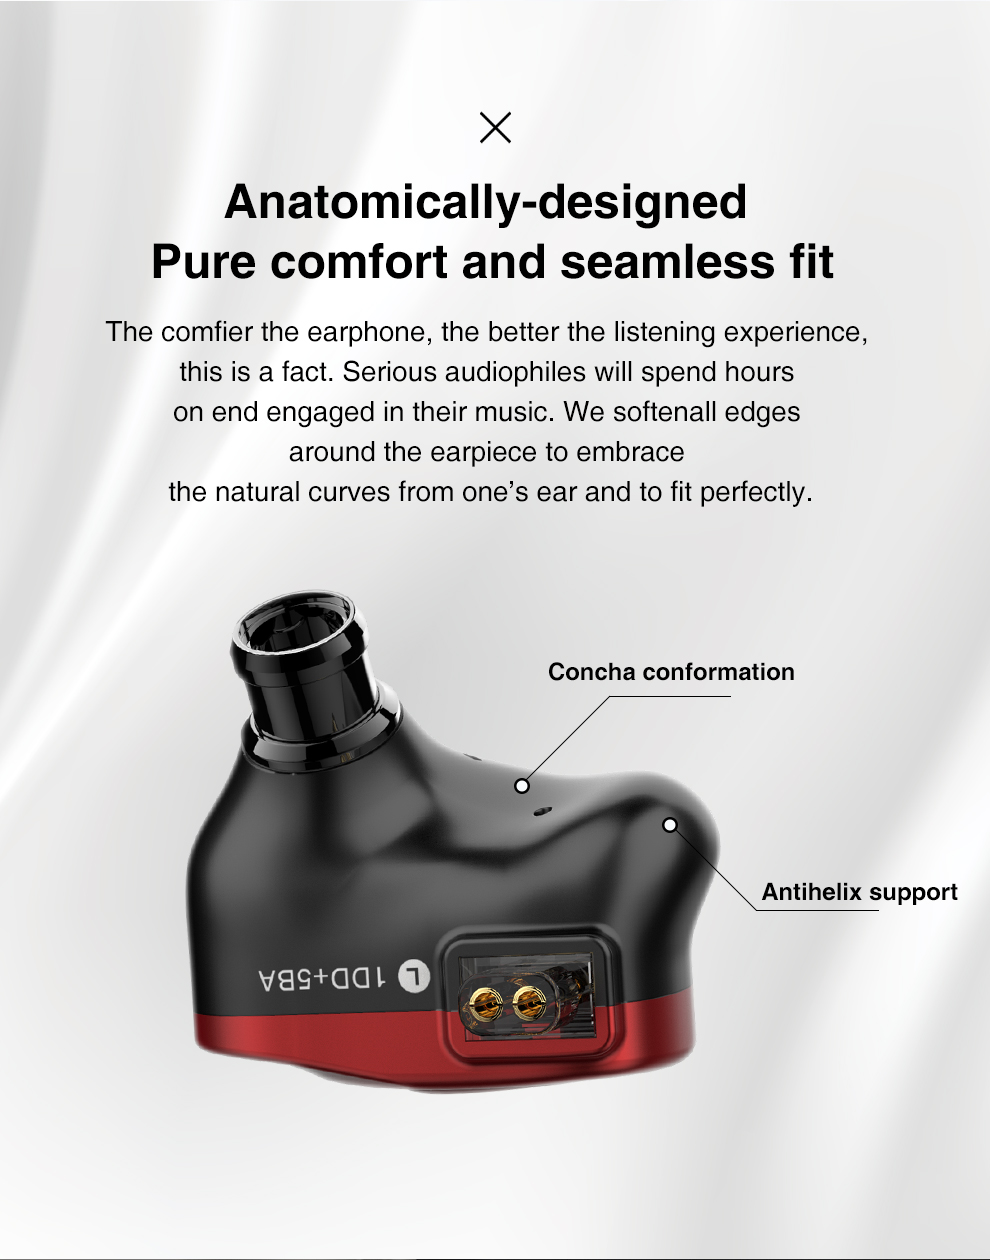 Anatomically-designed
Pure comfort and seamless fit
The comfier the earphone, the better the listening experience,
this is a fact. Serious audiophiles will spend hours
on end engaged in their music. We softenall edges
around the earpiece to embrace
the natural curves from one’s ear and to fit perfectly.
Concha conformation
Antihelix support
L 1DD+5BA